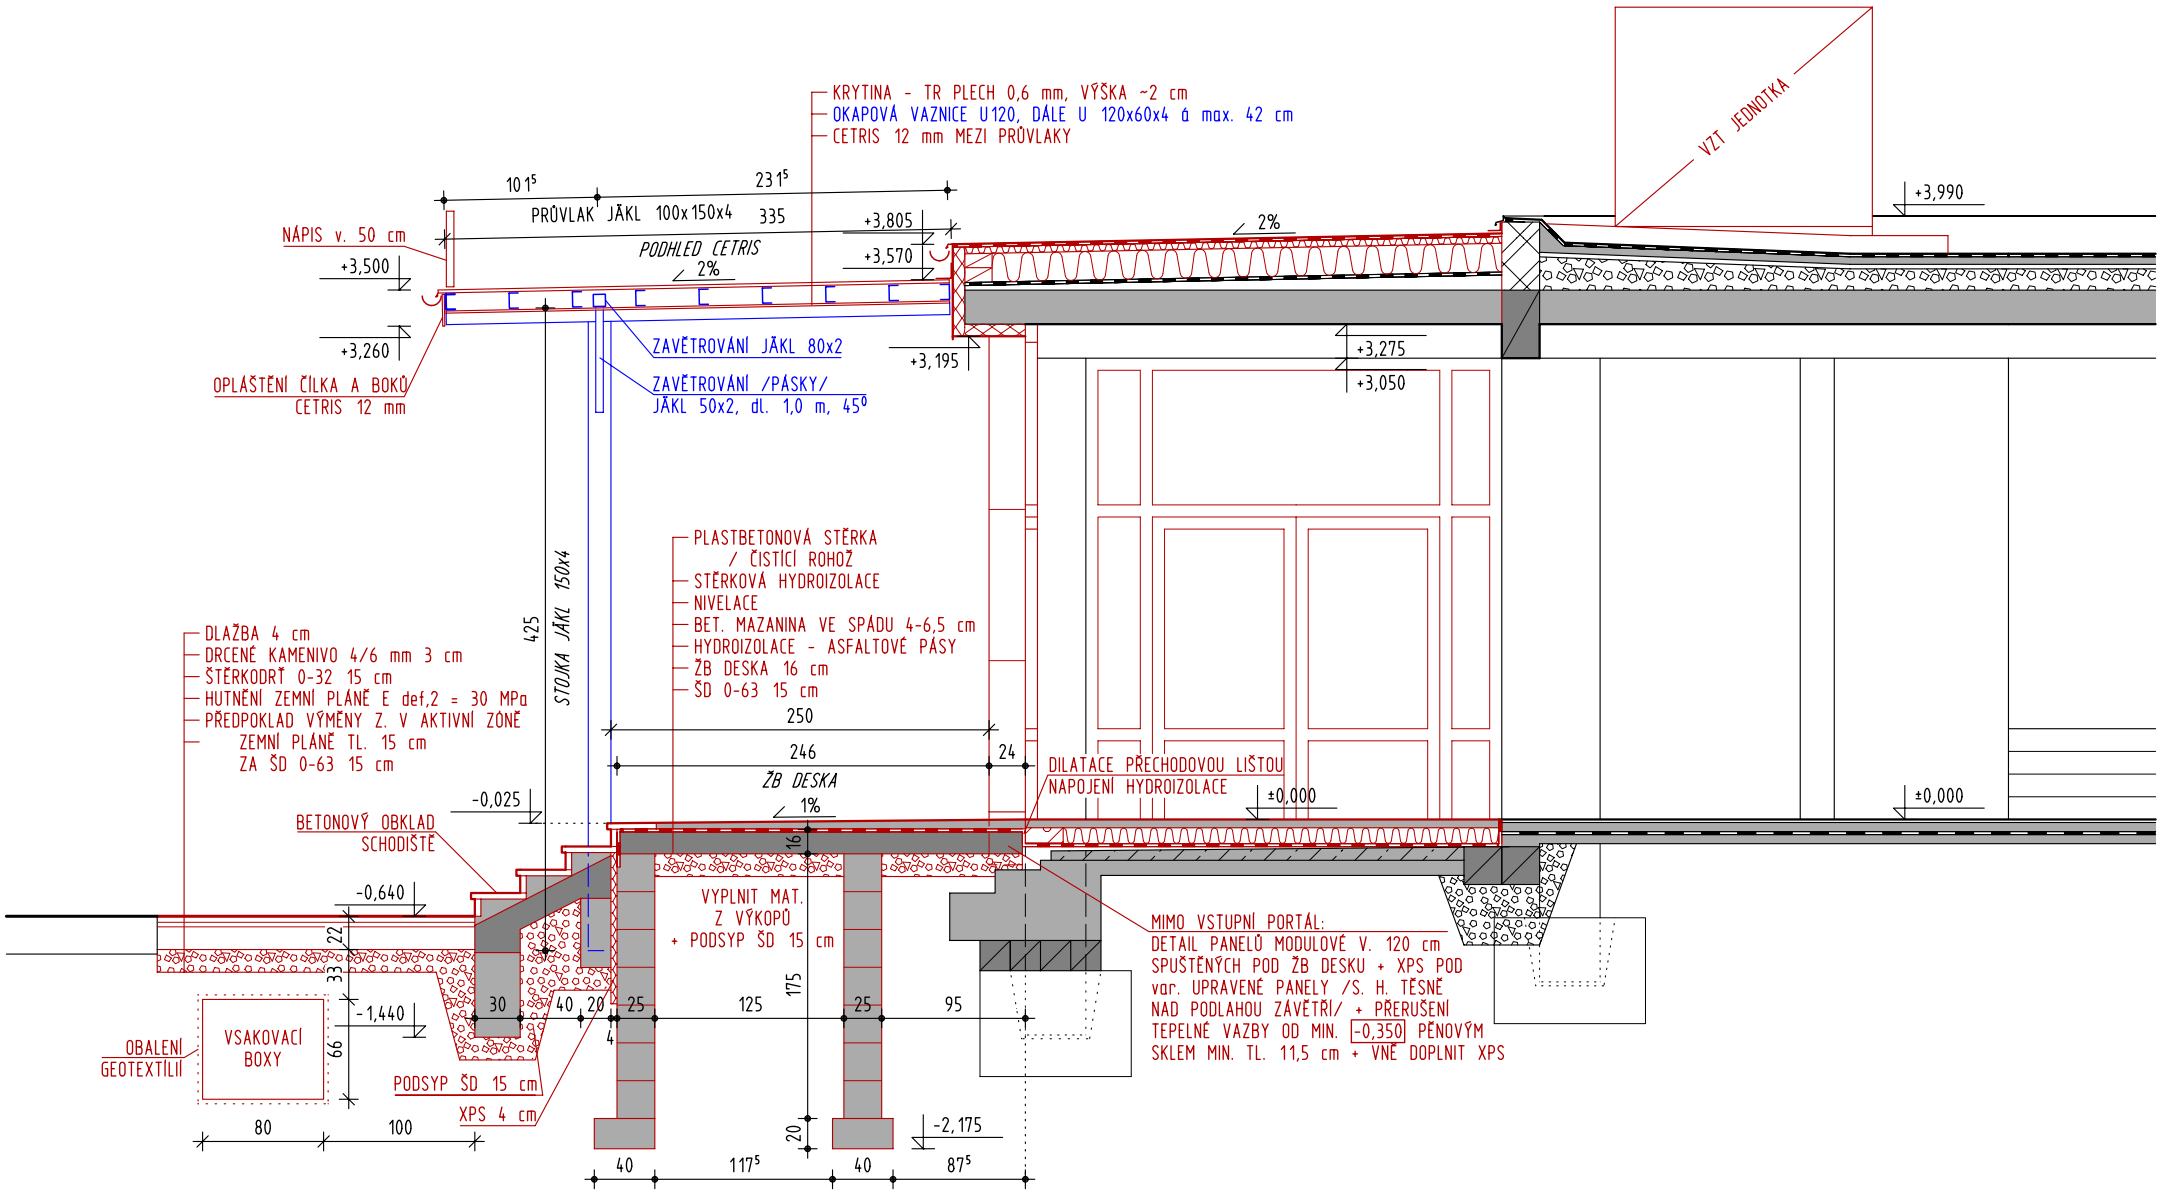 KRYTINA - TR PLECH 0,6 mm, VÝŠKA ~2 cm
OKAPOVÁ VAZNICE U120, DÁLE U 120x60x4 á max. 42 cm
CETRIS 12 mm MEZI PRŮVLAKY
VZT JEDNOTKA
+3,990
101⁵
231⁵
PRŮVLAK JÄKL 100x150x4
335
+3,805
2%
NÁPIS v. 50 cm
PODHLED CETRIS
+3,570
+3,500
2%
+3,260
ZAVĚTROVÁNÍ JÄKL 80x2
+3,195
+3,275
+3,050
OPLÁŠTĚNÍ ČÍLKA A BOKŮ
CETRIS 12 mm
ZAVĚTROVÁNÍ /PÁSKY/
JÄKL 50x2, dl. 1,0 m, 45⁰
425
STOJKA JÄKL 150x4
PLASTBETONOVÁ STĚRKA
/ ČISTÍCÍ ROHOŽ
STĚRKOVÁ HYDROIZOLACE
NIVELACE
BET. MAZANINA VE SPÁDU 4-6,5 cm
HYDROIZOLACE - ASFALTOVÉ PÁSY
ŽB DESKA 16 cm
ŠD 0-63 15 cm
DLAŽBA 4 cm
DRCENÉ KAMENIVO 4/6 mm 3 cm
ŠTĚRKODRŤ 0-32 15 cm
HUTNĚNÍ ZEMNÍ PLÁNĚ E def,2 = 30 MPa
PŘEDPOKLAD VÝMĚNY Z. V AKTIVNÍ ZÓNĚ
ZEMNÍ PLÁNĚ TL. 15 cm
ZA ŠD 0-63 15 cm
250
246
24
ŽB DESKA
1%
DILATACE PŘECHODOVOU LIŠTOU
NAPOJENÍ HYDROIZOLACE
-0,025
±0,000
±0,000
BETONOVÝ OBKLAD
SCHODIŠTĚ
16
-0,640
VYPLNIT MAT.
Z VÝKOPŮ
+ PODSYP ŠD 15 cm
22
33
66
175
MIMO VSTUPNÍ PORTÁL:
DETAIL PANELŮ MODULOVÉ V. 120 cm
SPUŠTĚNÝCH POD ŽB DESKU + XPS POD
var. UPRAVENÉ PANELY /S. H. TĚSNĚ
NAD PODLAHOU ZÁVĚTŘÍ/ + PŘERUŠENÍ
TEPELNÉ VAZBY OD MIN. -0,350 PĚNOVÝM
SKLEM MIN. TL. 11,5 cm + VNĚ DOPLNIT XPS
30
40
20
25
125
25
95
4
-1,440
VSAKOVACÍ
BOXY
OBALENÍ
GEOTEXTÍLIÍ
PODSYP ŠD 15 cm
XPS 4 cm
80
100
20
-2,175
40
117⁵
40
87⁵